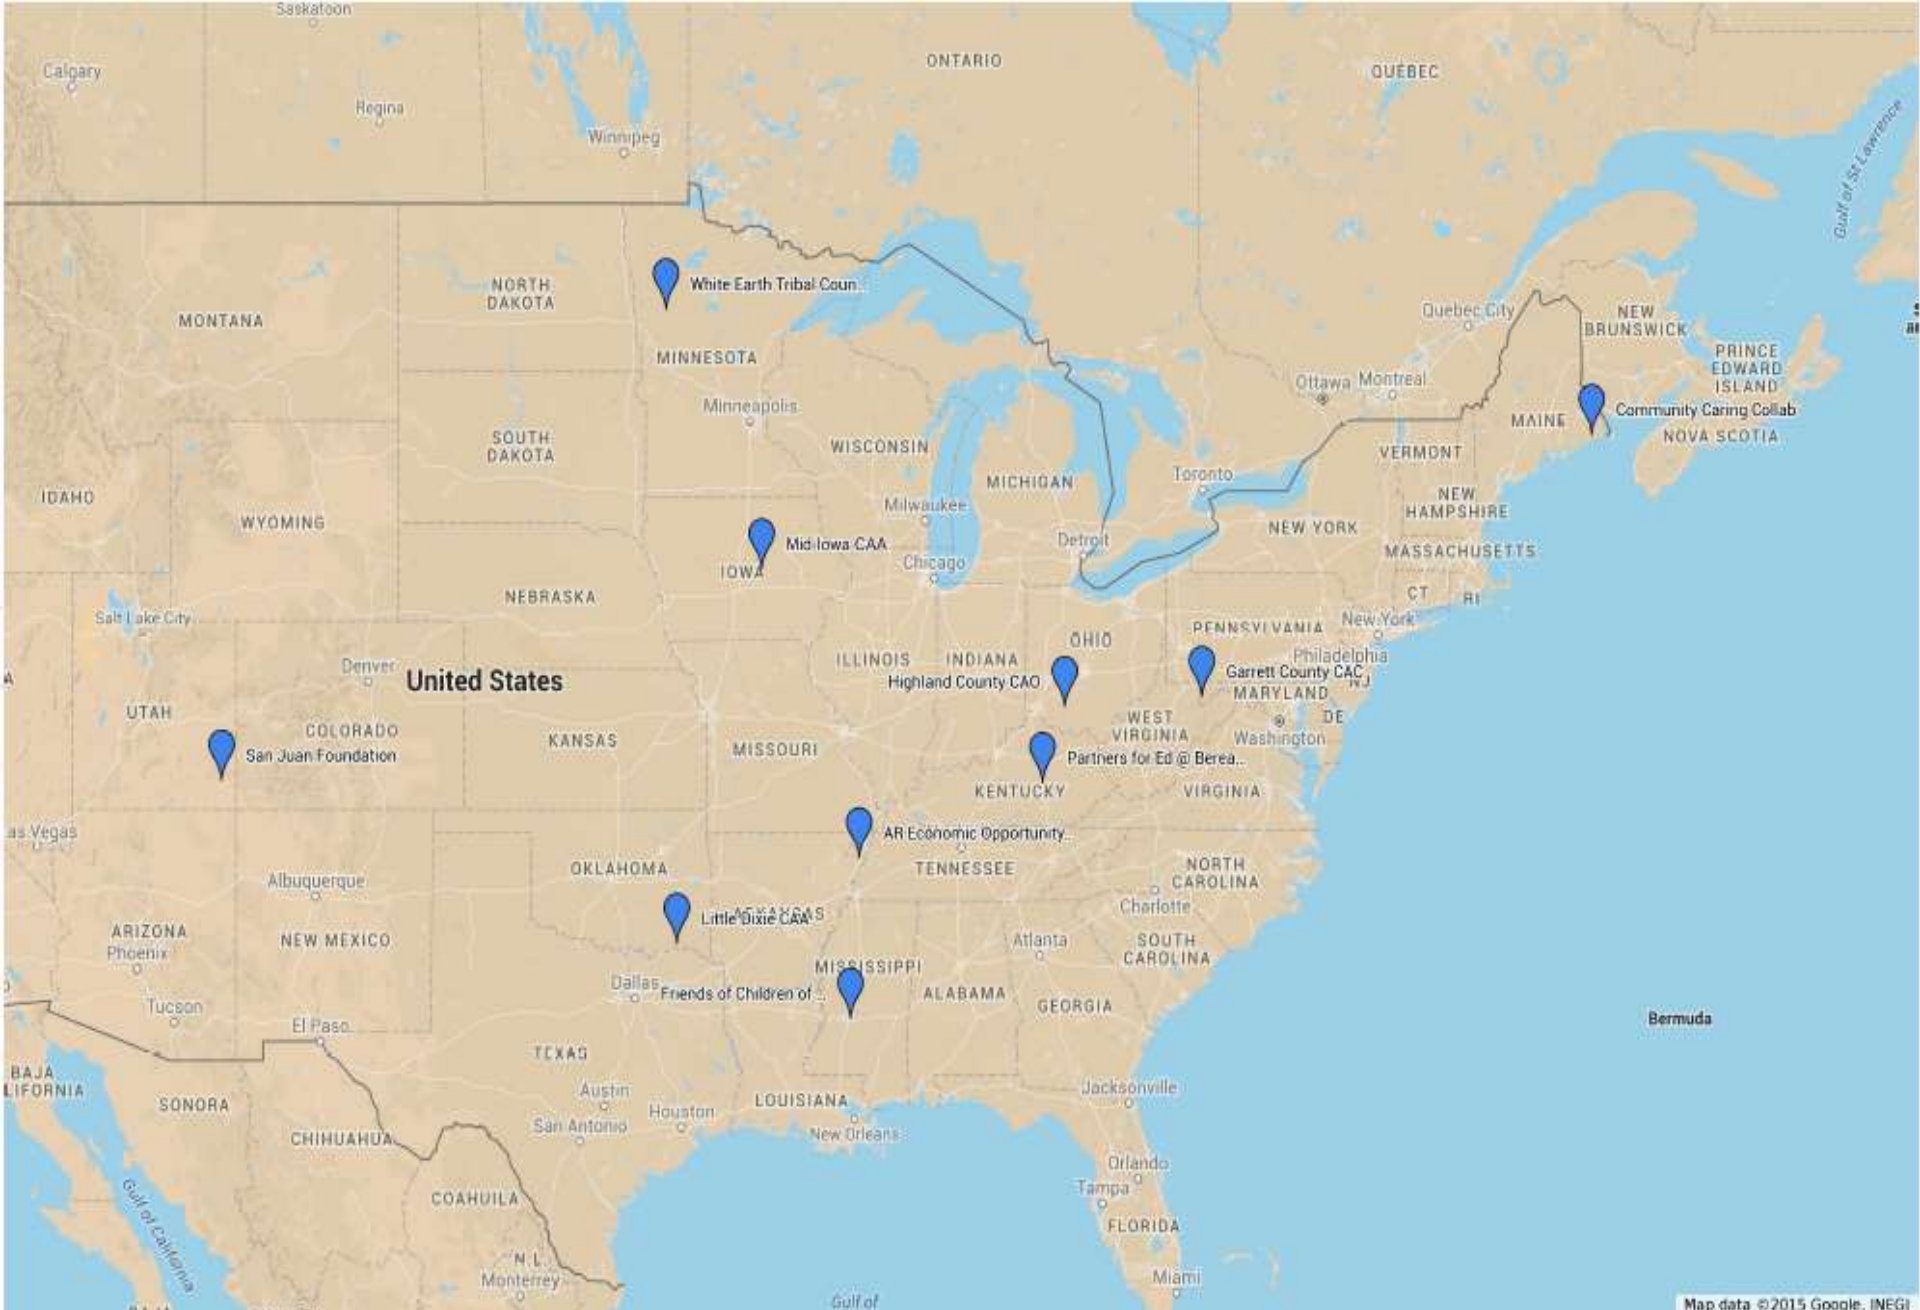 Saskatoon
Calgary
Regina
Winnipeg
ONTARIO
QUÉBEC
Gulf of St Lawrence
NORTH
DAKOTA
White Earth Tribal Coun...
MONTANA
MINNESOTA
Minneapolis
Quebec City
NEW
BRUNSWICK
PRINCE
EDWARD
ISLAND
Ottawa
Montreal
MAINE
Community Caring Collab
NOVA SCOTIA
SOUTH
DAKOTA
WISCONSIN
VERMONT
MICHIGAN
Toronto
IDAHO
WYOMING
Milwaukee
NEW
HAMPSHIRE
NEW YORK
Detroit
MASSACHUSETTS
Mid-Iowa CAA
IOWA
Chicago
NEBRASKA
CT
RI
Salt Lake City
PENNSYLVANIA
New York
OHIO
ILLINOIS
INDIANA
Philadelphia
Denver
United States
Highland County CAO
Garrett County CAC
NJ
MARYLAND
UTAH
COLORADO
WEST
VIRGINIA
DE
Washington
San Juan Foundation
KANSAS
MISSOURI
Partners for Ed @ Berea...
KENTUCKY
VIRGINIA
as Vegas
AR Economic Opportunity...
OKLAHOMA
TENNESSEE
NORTH
CAROLINA
Albuquerque
Charlotte
Little Dixie CAA
ARKANSAS
ARIZONA
NEW MEXICO
Phoenix
Atlanta
SOUTH
CAROLINA
MISSISSIPPI
Dallas
Friends of Children of ...
ALABAMA
GEORGIA
Tucson
El Paso
Bermuda
TEXAS
BAJA
LIFORNIA
SONORA
Austin
Houston
LOUISIANA
Jacksonville
CHIHUAHUA
San Antonio
New Orleans
COAHUILA
Orlando
Tampa
FLORIDA
Gulf of California
N.L.
Monterrey
Miami
Gulf of
Map data ©2015 Google, INEGI